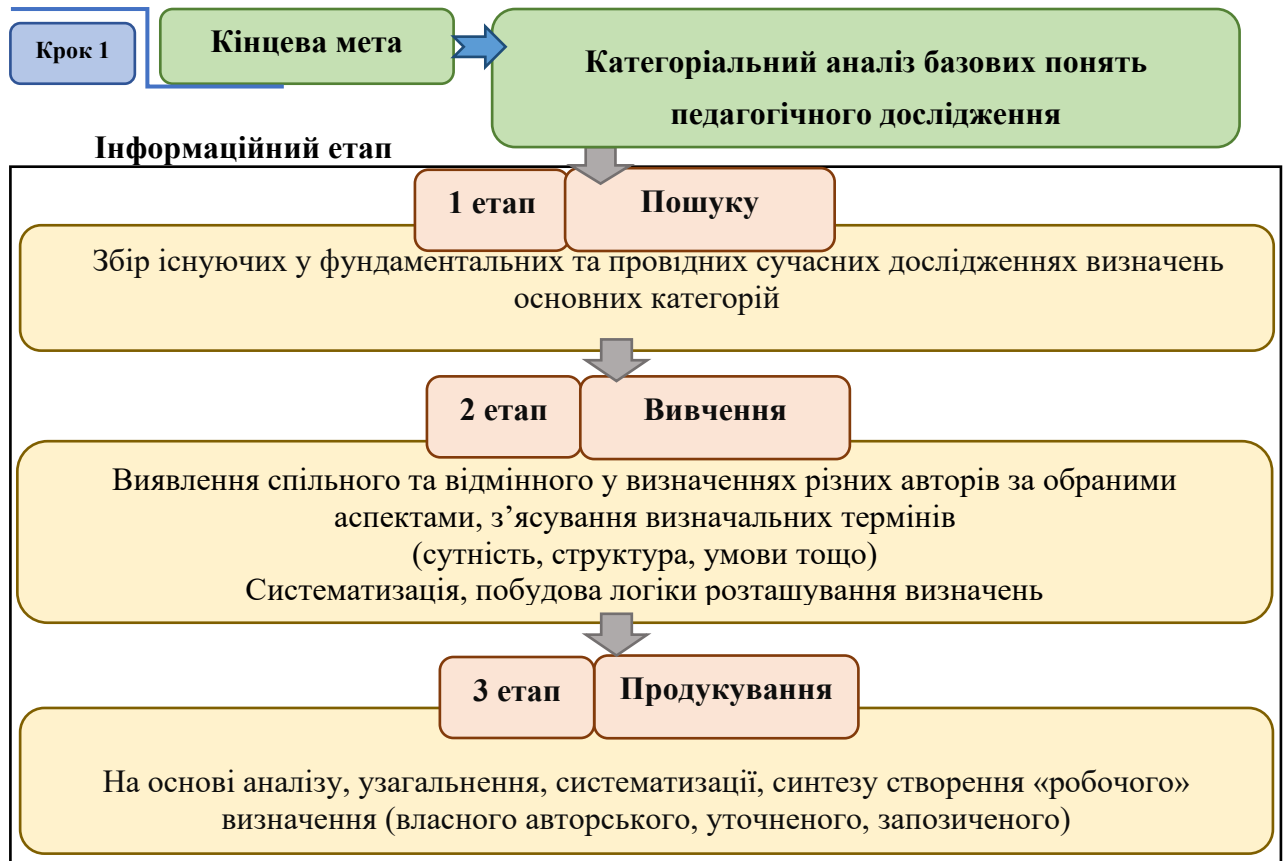 Крок 1
Кінцева мета
Категоріальний аналіз базових понять
педагогічного дослідження
Інформаційний етап
1 етап
Пошуку
Збір існуючих у фундаментальних та провідних сучасних дослідженнях визначень
основних категорій
2 етап
Вивчення
Виявлення спільного та відмінного у визначеннях різних авторів за обраними
аспектами, з’ясування визначальних термінів
(сутність, структура, умови тощо)
Систематизація, побудова логіки розташування визначень
3 етап
Продукування
На основі аналізу, узагальнення, систематизації, синтезу створення «робочого»
визначення (власного авторського, уточненого, запозиченого)